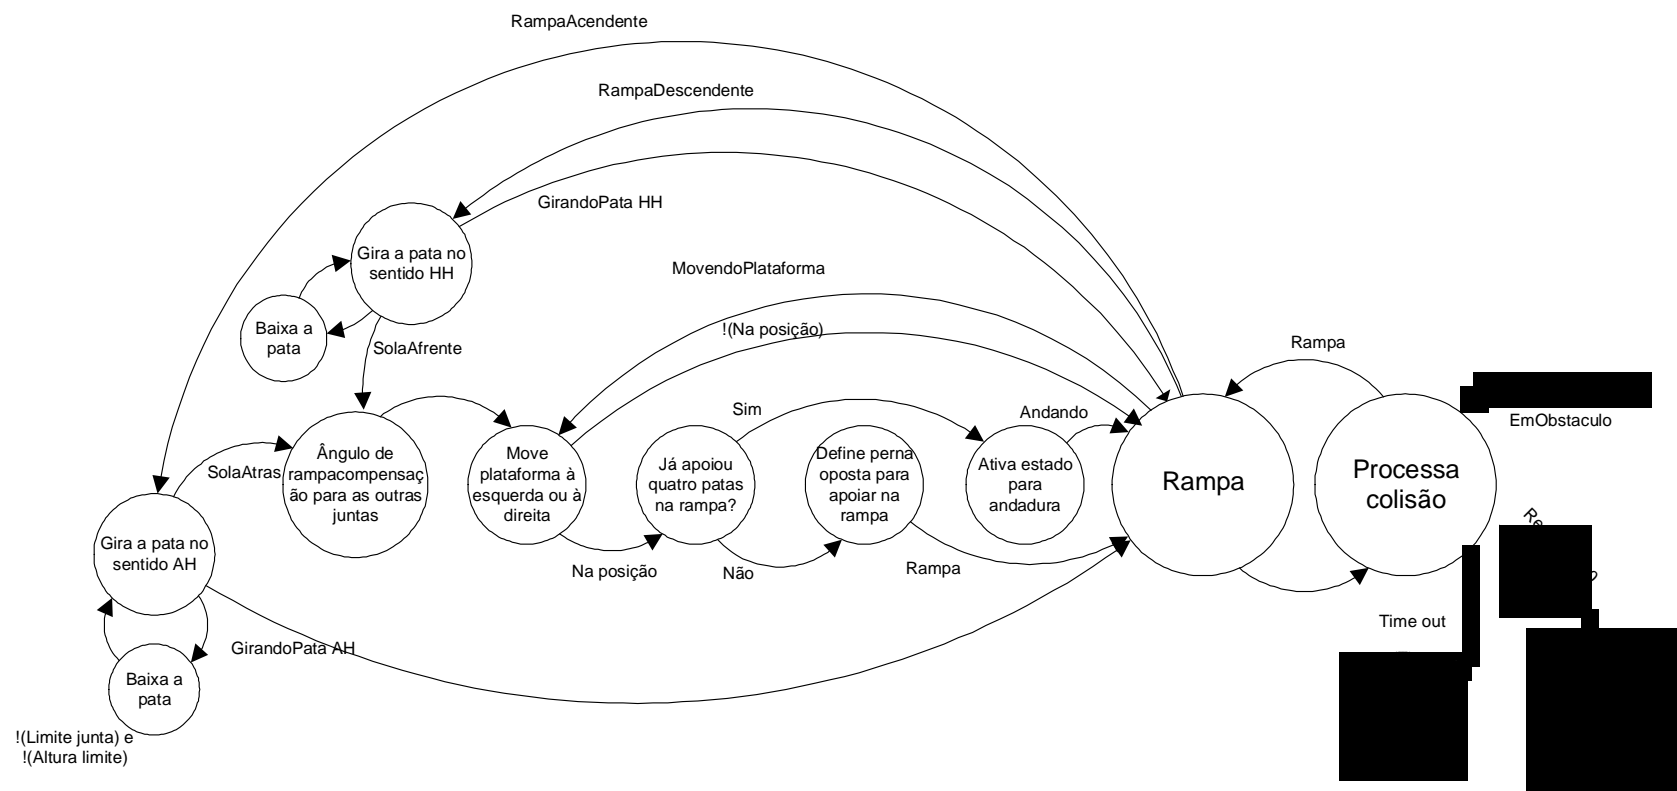 RampaAcendente
RampaDescendente
GirandoPata HH
Gira a pata no
sentido HH
MovendoPlataforma
!(Na posição)
Baixa a
pata
SolaAfrente
Rampa
EmObstaculo
Sim
Andando
SolaAtras
Ângulo de
rampacompensaç
ão para as outras
juntas
Move
plataforma à
esquerda ou à
direita
Já apoiou
quatro patas
na rampa?
Define perna
oposta para
apoiar na
rampa
Ativa estado
para
andadura
Rampa
Processa
colisão
Gira a pata no
sentido AH
Na posição
Não
Rampa
Time out
GirandoPata AH
Baixa a
pata
!(Limite junta) e
!(Altura limite)